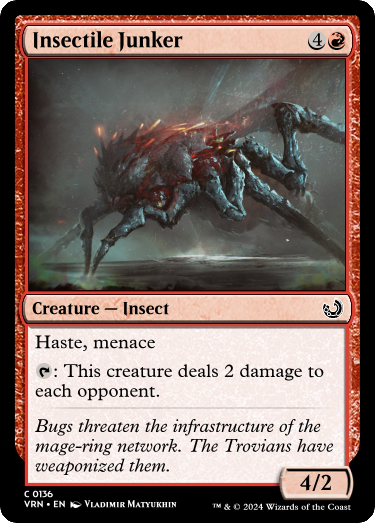 Insectile Junker 4
Creature — Insect
Haste, menace
: This creature deals 2 damage to
each opponent.
Bugs threaten the infrastructure of the
mage-ring network. The Trovians have
weaponized them.
4/2
C 0136
VRN • EN Vladimir Matyukhin
™ & © 2024 Wizards of the Coast